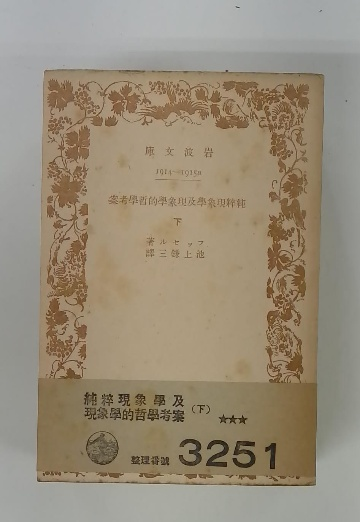 庫文波岩
1914-1915a
案考學哲的學象現及學象現粹純
下
著ルセッフ
譯三鎌上池
純粹現象學及
現象學的哲學考案
(下)
★★★
整理番號 3251